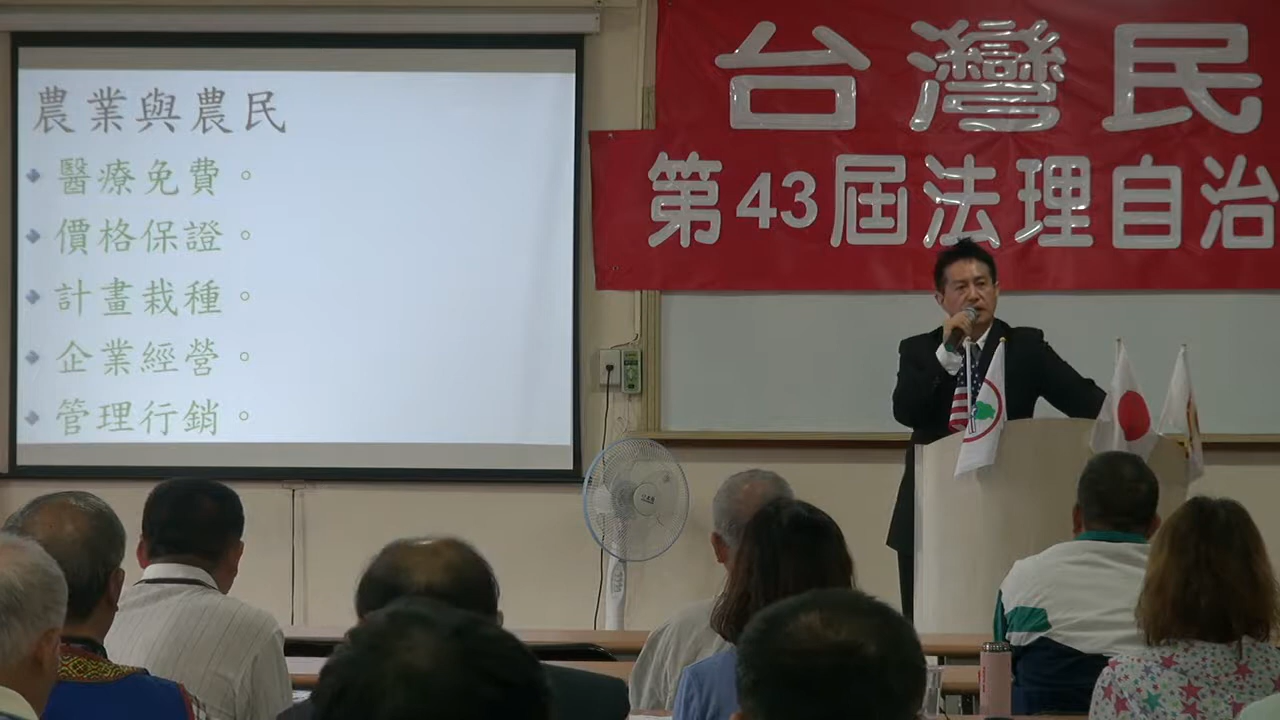 農業與農民
醫療免費。
價格保證。
計畫栽種。
企業經營。
管理行銷。
台灣民
第43屆法理自治